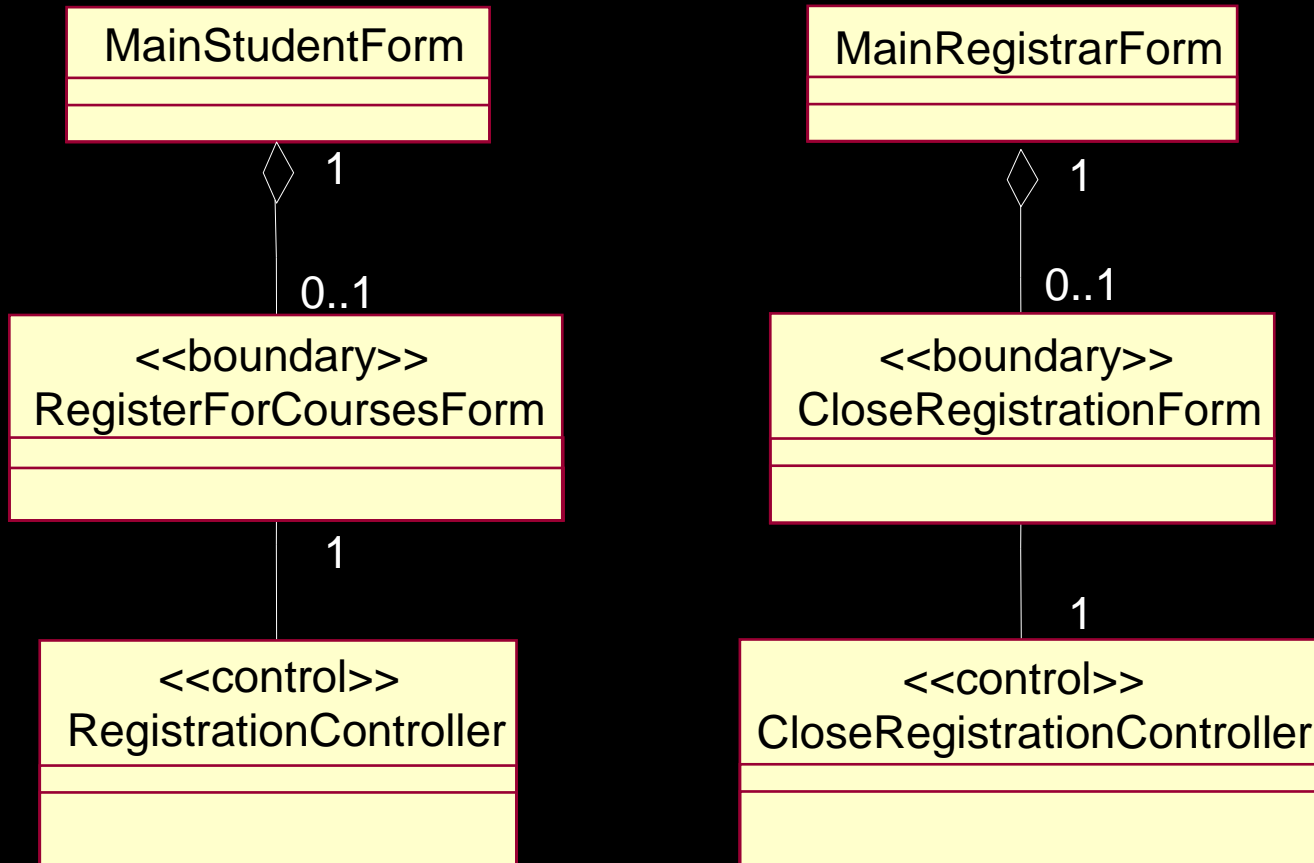 MainStudentForm
1
0..1
<<boundary>>
RegisterForCoursesForm
1
<<control>>
RegistrationController
MainRegistrarForm
1
0..1
<<boundary>>
CloseRegistrationForm
1
<<control>>
CloseRegistrationController